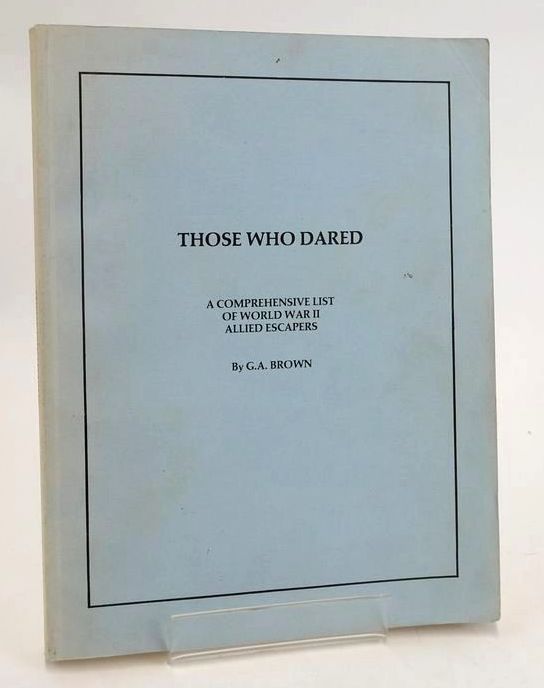 THOSE WHO DARED
A COMPREHENSIVE LIST
OF WORLD WAR II
ALLIED ESCAPERS
By G.A. BROWN